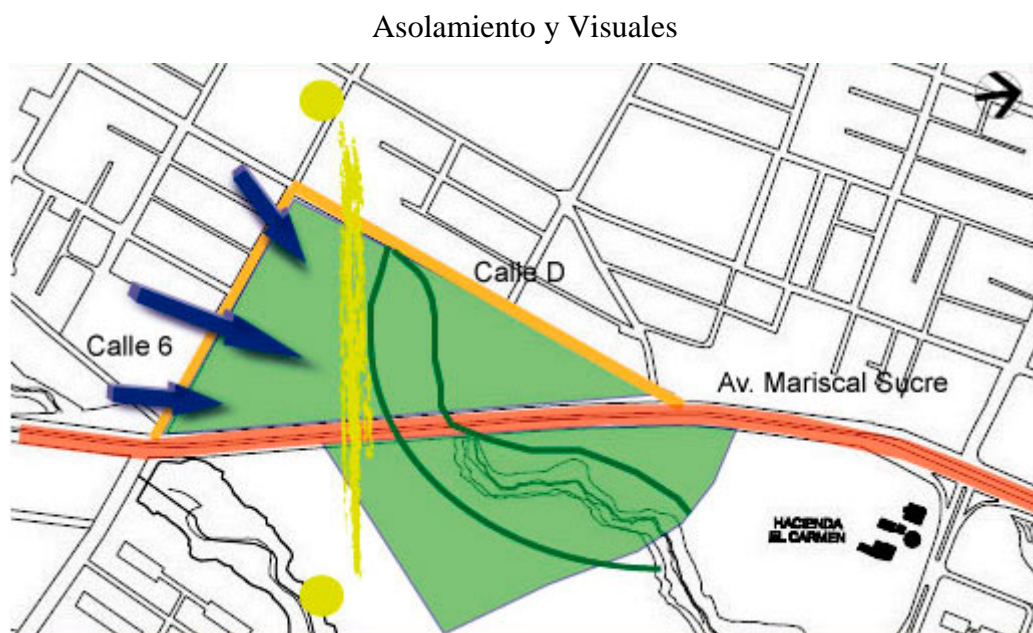 Asolamiento y Visuales
Calle D
Calle 6
Av. Mariscal Sucre
HACIENDA
EL CARMEN